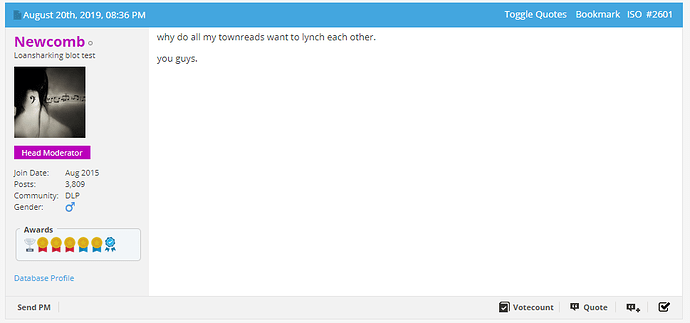 August 20th, 2019, 08:36 PM
Toggle Quotes Bookmark ISO #2601
Newcomb
Loansharking blot test
Head Moderator
Join Date: Aug 2015
Posts: 3,809
Community: DLP
Gender:
Awards
Database Profile
why do all my townreads want to lynch each other.
you guys.
Send PM
Votecount Quote